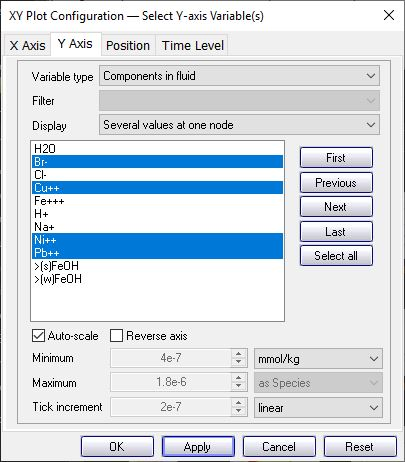 XY Plot Configuration — Select Y-axis Variable(s)
X Axis Y Axis Position Time Level
Variable type Components in fluid
Filter
Display Several values at one node
H2O
Br-
Cl-
Cu++
Fe+++
H+
Na+
Ni++
Pb++
>(s)FeOH
>(w)FeOH
First
Previous
Next
Last
Select all
Auto-scale Reverse axis
Minimum 4e-7 mmol/kg
Maximum 1.8e-6 as Species
Tick increment 2e-7 linear
OK Apply Cancel Reset